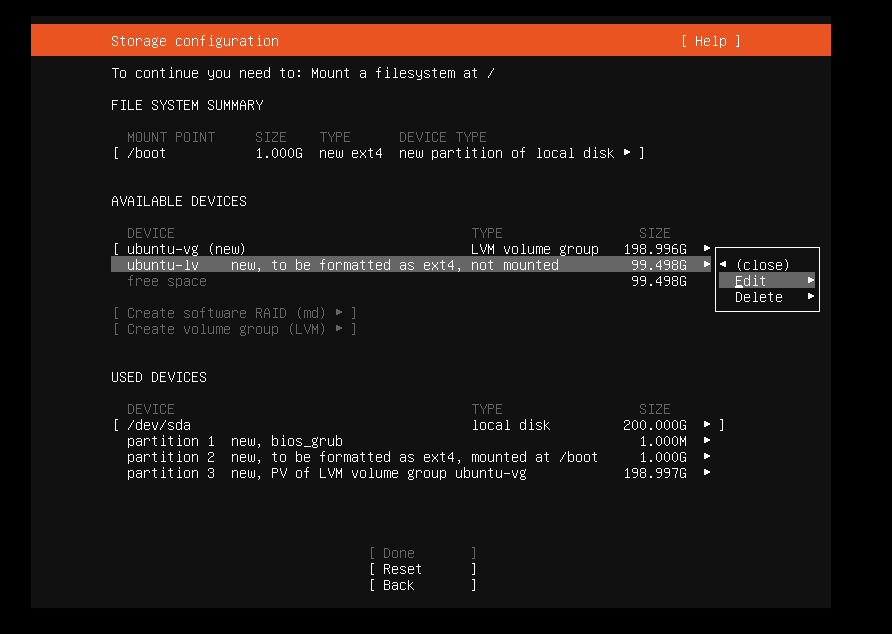 Storage configuration [ Help ]
To continue you need to: Mount a filesystem at /
FILE SYSTEM SUMMARY
MOUNT POINT SIZE TYPE DEVICE TYPE
[ /boot 1.000G new ext4 new partition of local disk ▸ ]
AVAILABLE DEVICES
DEVICE TYPE SIZE
[ ubuntu-vg (new) LVM volume group 198.996G ▸
ubuntu-lv new, to be formatted as ext4, not mounted 99.498G ▸
free space 99.498G
◂ (close)
Edit ▸
Delete ▸
[ Create software RAID (md) ▸ ]
[ Create volume group (LVM) ▸ ]
USED DEVICES
DEVICE TYPE SIZE
[ /dev/sda local disk 200.000G ▸ ]
partition 1 new, bios_grub 1.000M ▸
partition 2 new, to be formatted as ext4, mounted at /boot 1.000G ▸
partition 3 new, PV of LVM volume group ubuntu-vg 198.997G ▸
[ Done ]
[ Reset ]
[ Back ]